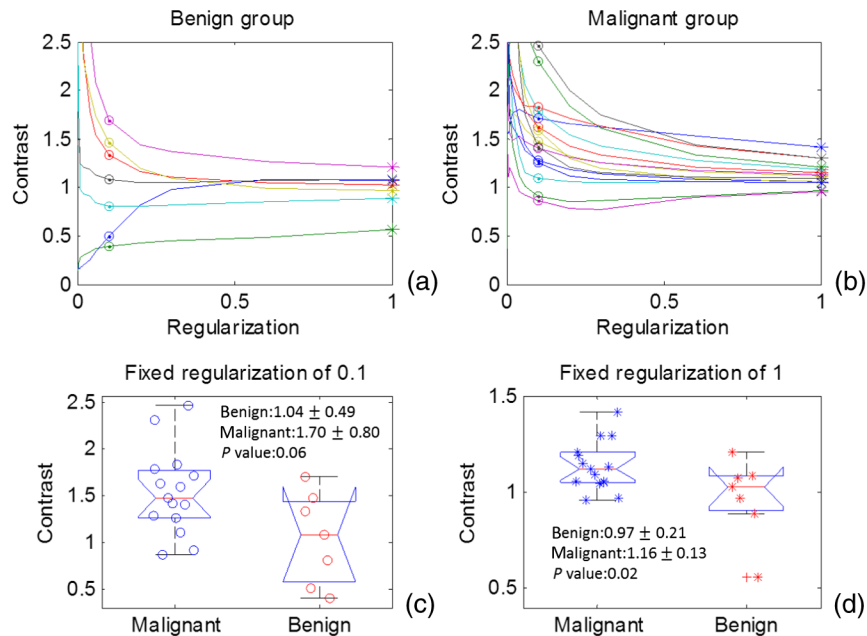 Benign group
Malignant group
2.5
2
1.5
1
0.5
0
0
0.5
1
Contrast
Regularization
(a)
2.5
2
1.5
1
0.5
0
0
0.5
1
Contrast
Regularization
(b)
Fixed regularization of 0.1
2.5
2
1.5
1
0.5
Contrast
Benign:1.04 ± 0.49
Malignant:1.70 ± 0.80
P value:0.06
Malignant
Benign
(c)
Fixed regularization of 1
1.5
1
0.5
Contrast
Benign:0.97 ± 0.21
Malignant:1.16 ± 0.13
P value:0.02
Malignant
Benign
(d)